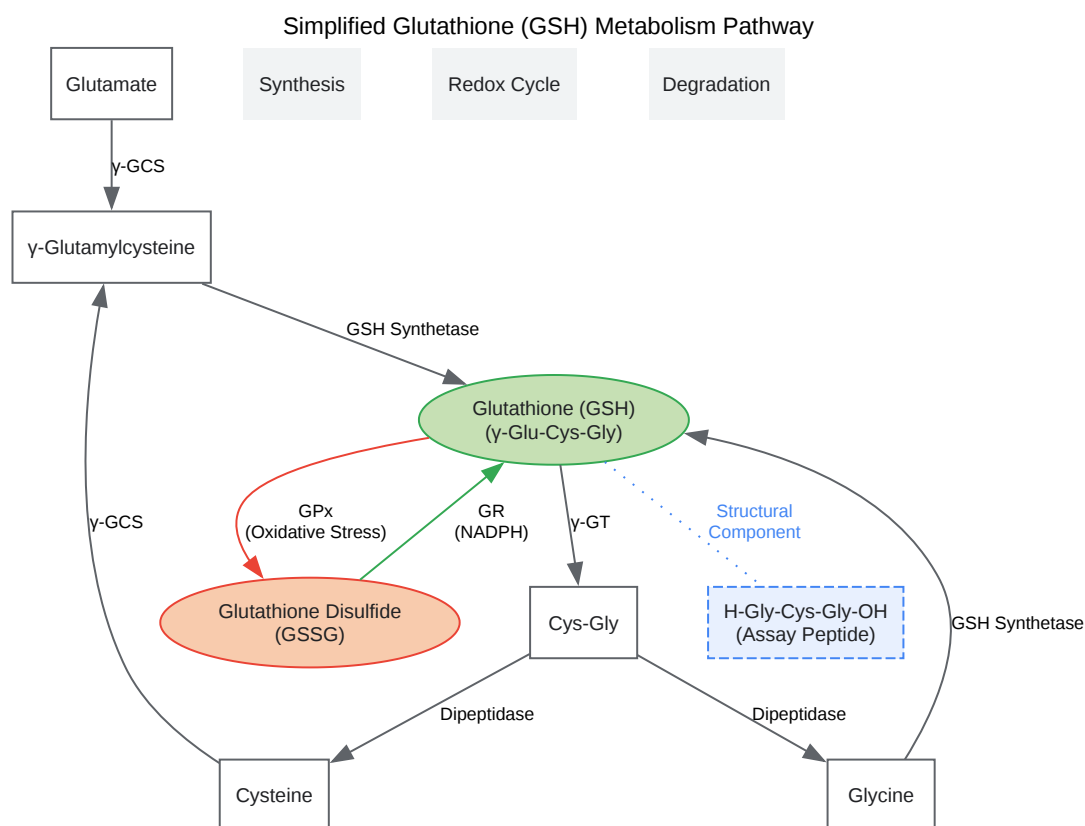 Simplified Glutathione (GSH) Metabolism Pathway
Glutamate
Synthesis
Redox Cycle
Degradation
γ-GCS
γ-Glutamylcysteine
GSH Synthetase
Glutathione (GSH)
(γ-Glu-Cys-Gly)
γ-GCS
GPx
(Oxidative Stress)
GR
(NADPH)
γ-GT
Structural
Component
Glutathione Disulfide
(GSSG)
Cys-Gly
H-Gly-Cys-Gly-OH
(Assay Peptide)
GSH Synthetase
Dipeptidase
Dipeptidase
Cysteine
Glycine